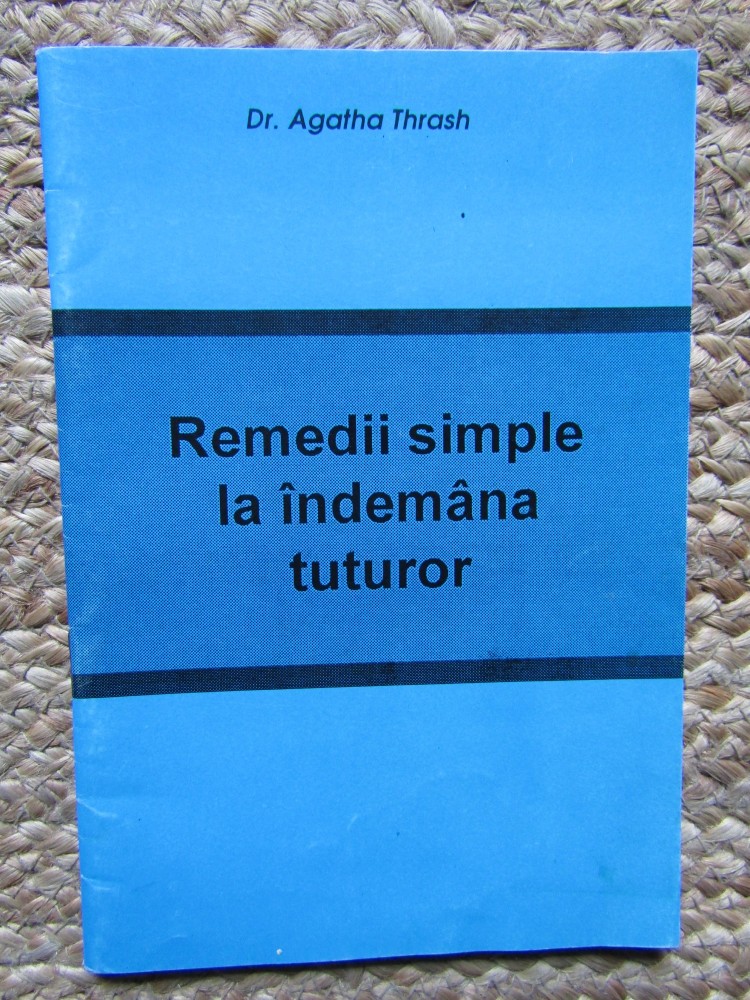 Dr. Agatha Thrash
Remedii simple
la îndemâna
tuturor